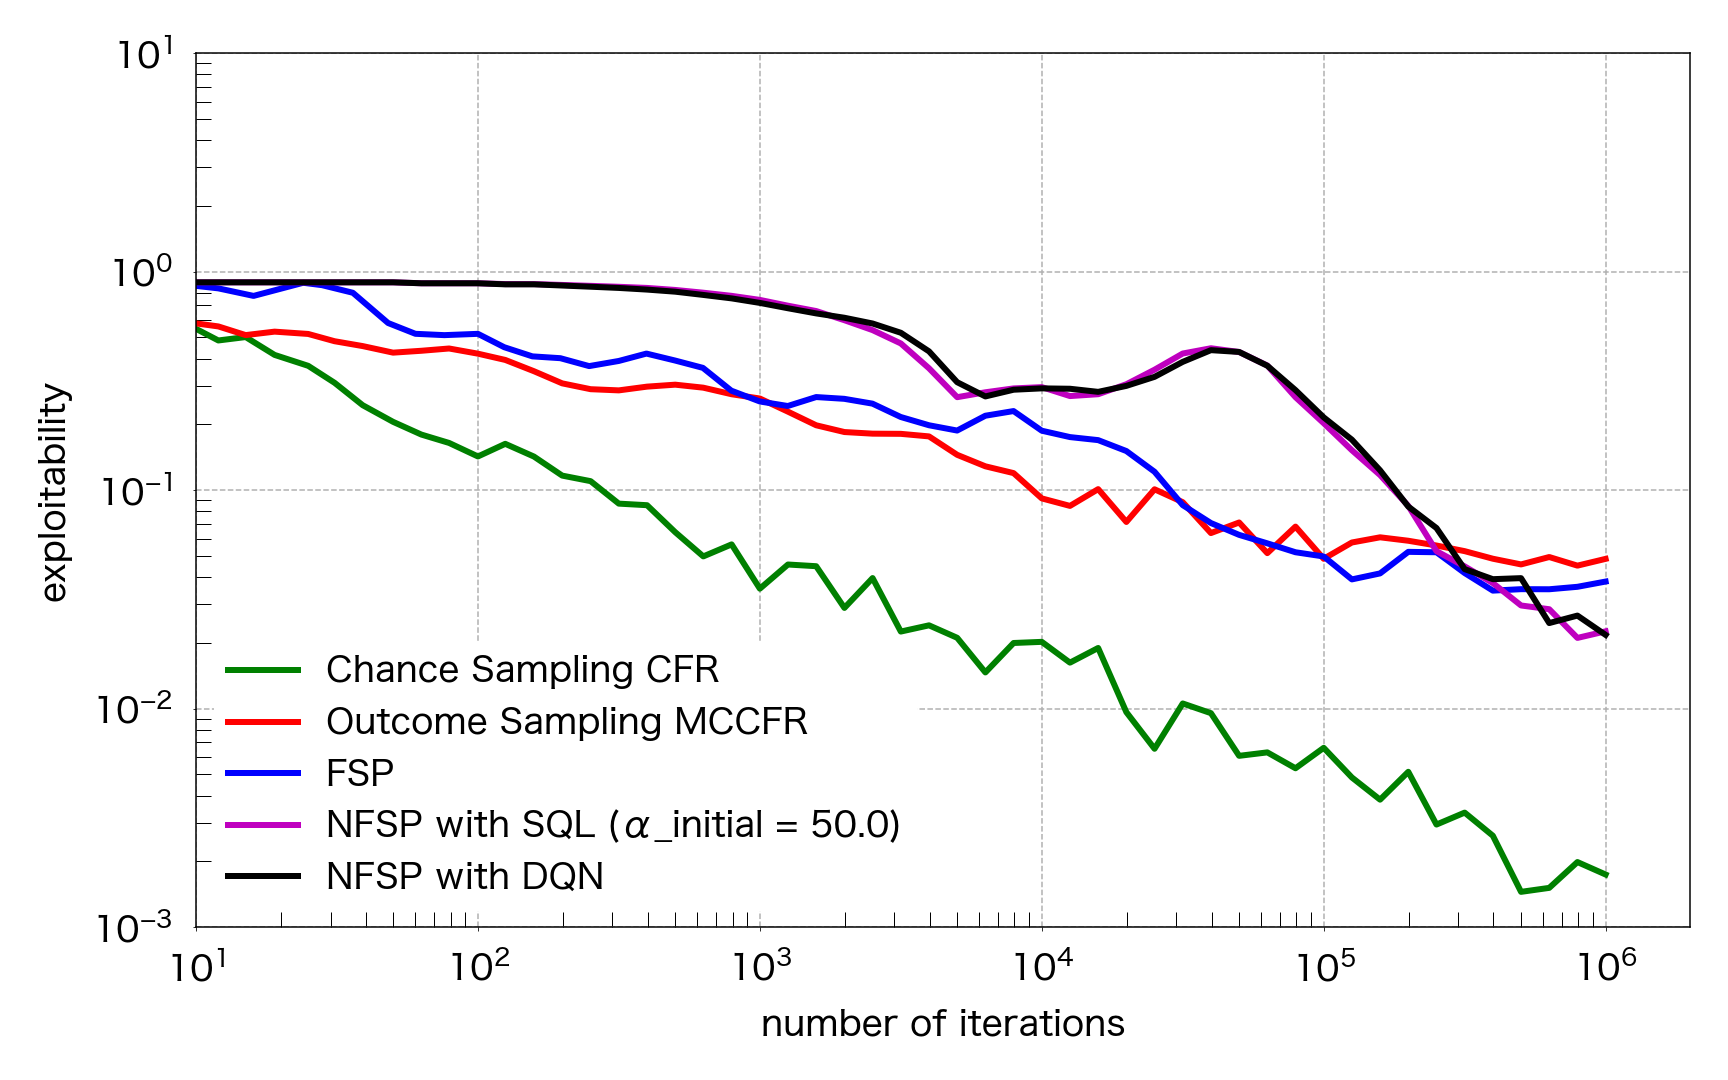 10¹
10⁰
10⁻¹
10⁻²
10⁻³
exploitability
Chance Sampling CFR
Outcome Sampling MCCFR
FSP
NFSP with SQL (α_initial = 50.0)
NFSP with DQN
10¹ 10² 10³ 10⁴ 10⁵ 10⁶
number of iterations